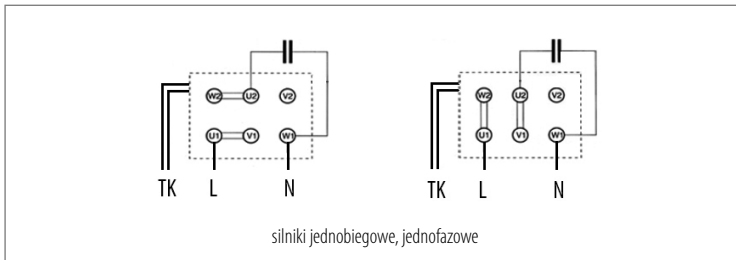 W2 U2 V2 W2 U2 V2
U1 V1 W1 U1 V1 W1
TK L N TK L N
silniki jednobiegowe, jednofazowe